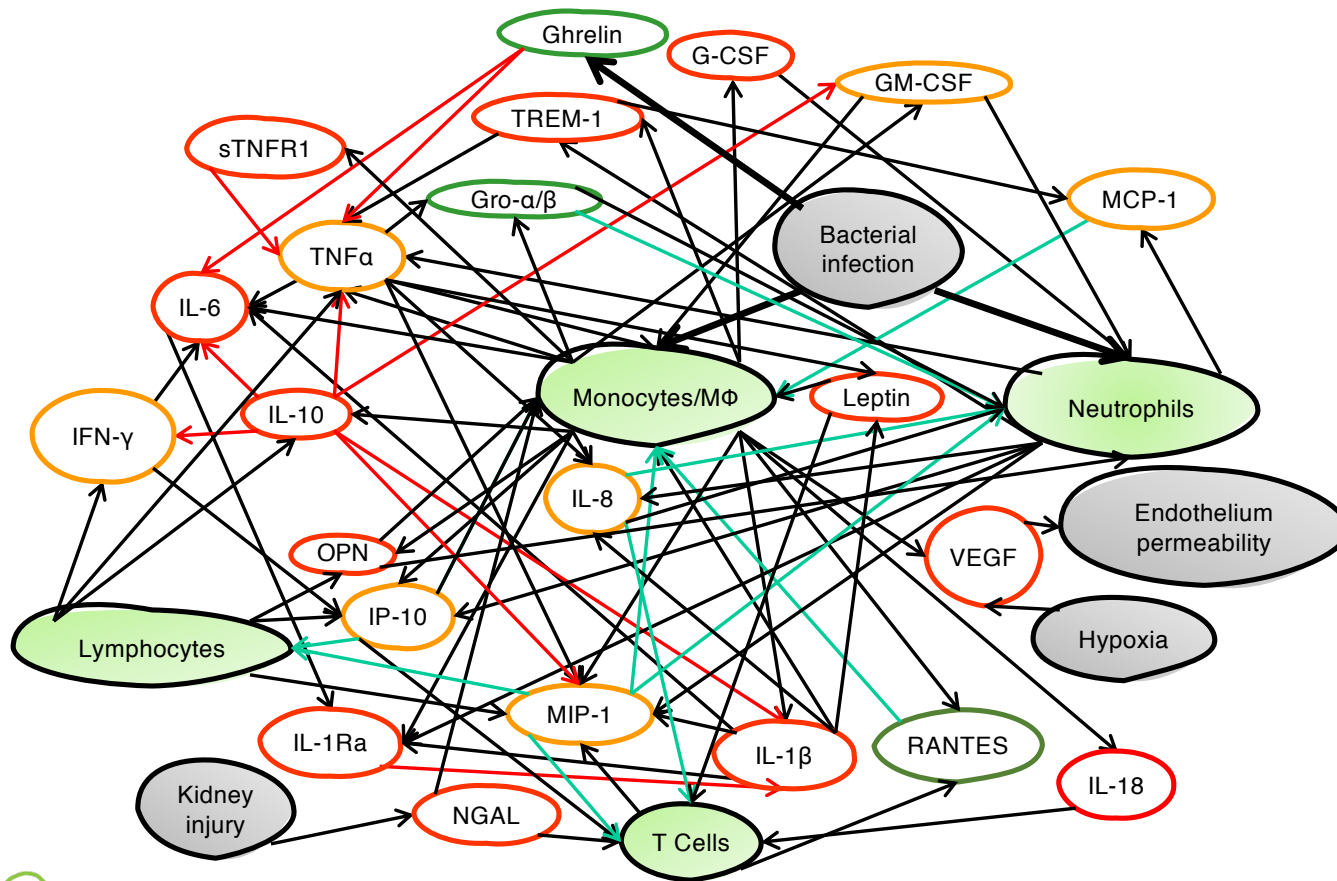 Ghrelin
G-CSF
GM-CSF
TREM-1
sTNFR1
MCP-1
Gro-α/β
Bacterial
infection
TNFα
IL-6
Monocytes/MΦ
Leptin
Neutrophils
IL-10
IFN-γ
IL-8
Endothelium
permeability
OPN
VEGF
IP-10
Lymphocytes
Hypoxia
MIP-1
IL-1Ra
IL-1β
RANTES
IL-18
Kidney
injury
NGAL
T Cells